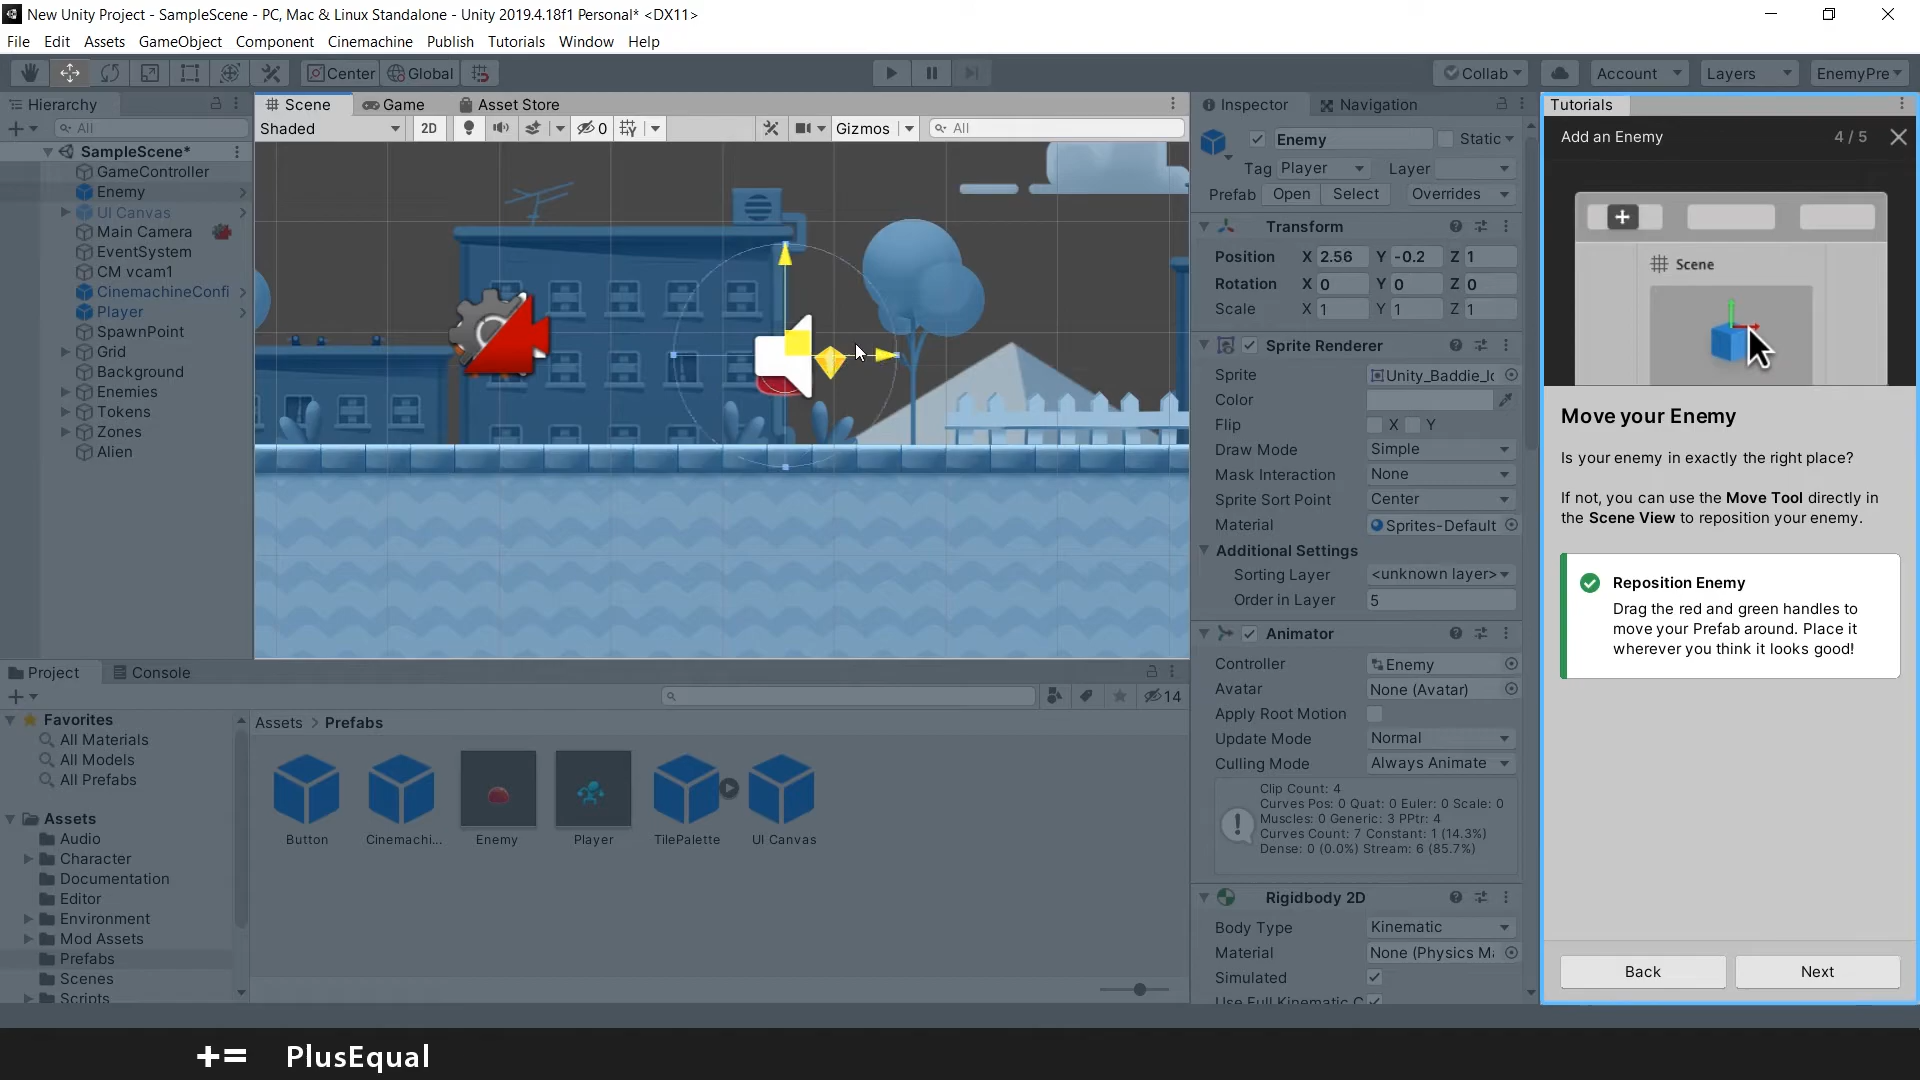 New Unity Project - SampleScene - PC, Mac & Linux Standalone - Unity 2019.4.18f1 Personal* <DX11>
File Edit Assets GameObject Component Cinemachine Publish Tutorials Window Help
Center Global Collab Account Layers EnemyPre
Hierarchy
All
SampleScene*
GameController
Enemy
UI Canvas
Main Camera
EventSystem
CM vcam1
CinemachineConfi
Player
SpawnPoint
Grid
Background
Enemies
Tokens
Zones
Alien
Scene Game Asset Store
Shaded 2D 0 Gizmos All
Inspector Navigation
Enemy Static
Tag Player Layer
Prefab Open Select Overrides
Transform
Position X 2.56 Y -0.2 Z 1
Rotation X 0 Y 0 Z 0
Scale X 1 Y 1 Z 1
Sprite Renderer
Sprite Unity_Baddie_Ic
Color
Flip X Y
Draw Mode Simple
Mask Interaction None
Sprite Sort Point Center
Material Sprites-Default
Additional Settings
Sorting Layer <unknown layer>
Order in Layer 5
Animator
Controller Enemy
Avatar None (Avatar)
Apply Root Motion
Update Mode Normal
Culling Mode Always Animate
Clip Count: 4
Curves Pos: 0 Quat: 0 Euler: 0 Scale: 0
Muscles: 0 Generic: 3 PPtr: 4
Curves Count: 7 Constant: 1 (14.3%)
Dense: 0 (0.0%) Stream: 6 (85.7%)
Rigidbody 2D
Body Type Kinematic
Material None (Physics M
Simulated
Use Full Kinematic C
Tutorials
Add an Enemy 4 / 5
Scene
Move your Enemy
Is your enemy in exactly the right place?
If not, you can use the Move Tool directly in
the Scene View to reposition your enemy.
Reposition Enemy
Drag the red and green handles to
move your Prefab around. Place it
wherever you think it looks good!
Back Next
Project Console
14
Favorites
All Materials
All Models
All Prefabs
Assets
Audio
Character
Documentation
Editor
Environment
Mod Assets
Prefabs
Scenes
Scripts
Assets > Prefabs
Button Cinemachi... Enemy Player TilePalette UI Canvas
+= PlusEqual